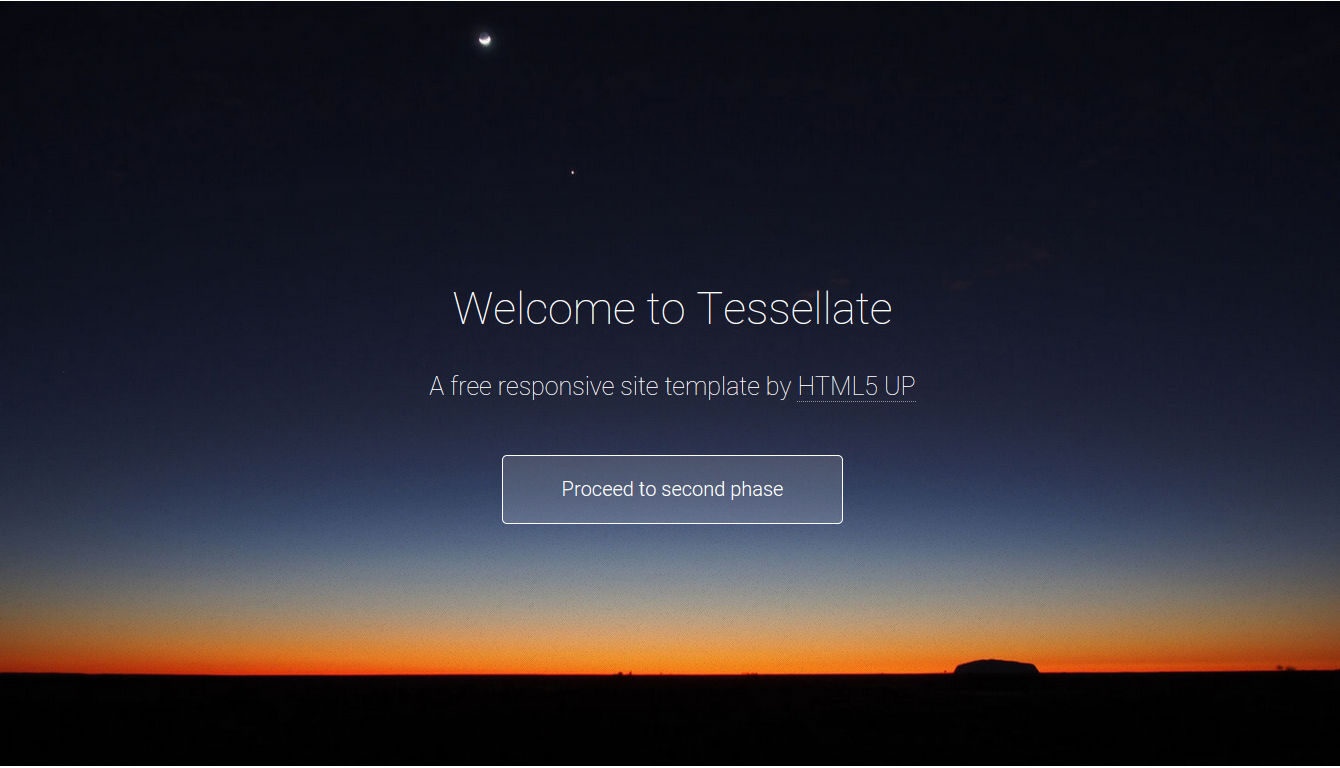 Welcome to Tessellate
A free responsive site template by HTML5 UP
Proceed to second phase